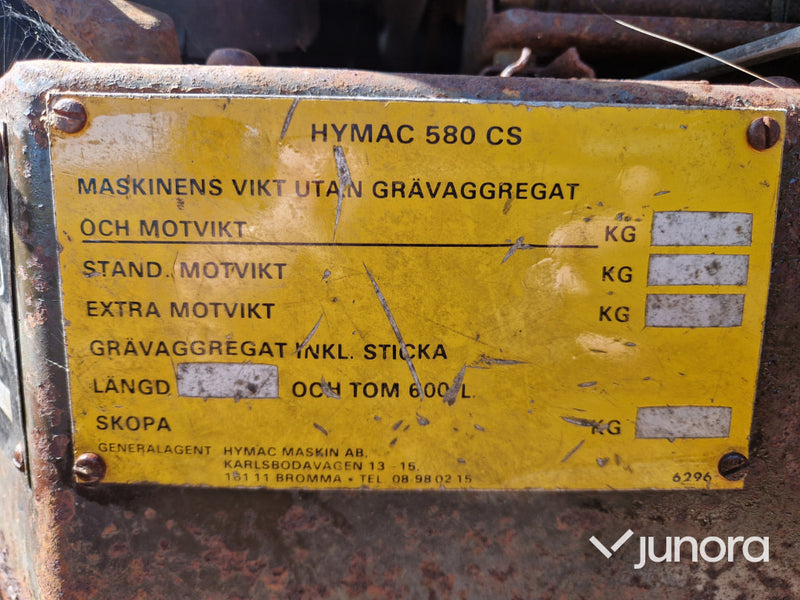 HYMAC 580 CS
MASKINENS VIKT UTAN GRÄVAGGREGAT
OCH MOTVIKT KG
STAND. MOTVIKT KG
EXTRA MOTVIKT KG
GRÄVAGGREGAT INKL. STICKA
LÄNGD OCH TOM 600 L.
SKOPA KG
GENERALAGENT HYMAC MASKIN AB,
KARLSBODAVÄGEN 13 - 15,
161 11 BROMMA • TEL 08-98 02 15
6296
junora